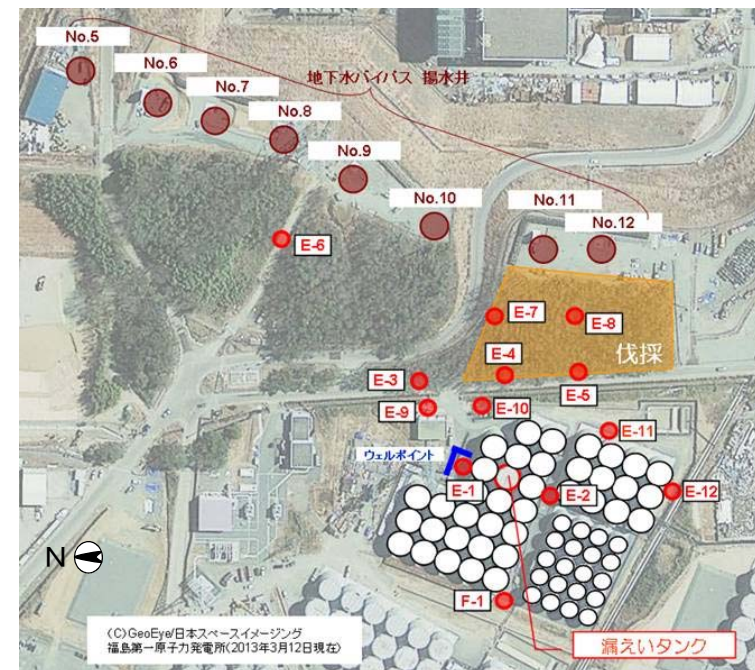 No.5
No.6
No.7
地下水バイパス 揚水井
No.8
No.9
No.10
No.11
No.12
E-6
E-7
E-8
伐採
E-4
E-3
E-5
E-9
E-10
E-11
ウェルポイント
E-1
E-2
E-12
N
F-1
(C)GeoEye/日本スペースイメージング
福島第一原子力発電所(2013年3月12日現在)
漏えいタンク